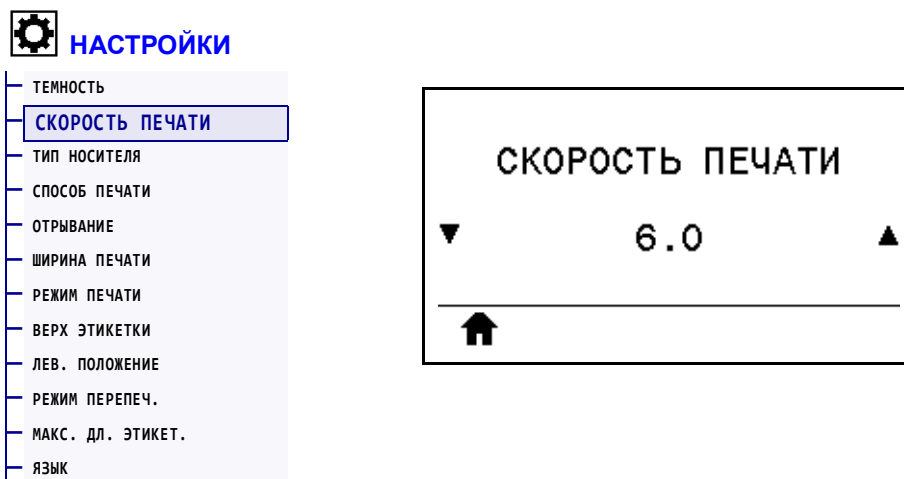 НАСТРОЙКИ
ТЕМНОСТЬ
СКОРОСТЬ ПЕЧАТИ
ТИП НОСИТЕЛЯ
СПОСОБ ПЕЧАТИ
ОТРЫВАНИЕ
ШИРИНА ПЕЧАТИ
РЕЖИМ ПЕЧАТИ
ВЕРХ ЭТИКЕТКИ
ЛЕВ. ПОЛОЖЕНИЕ
РЕЖИМ ПЕРЕПЕЧ.
МАКС. ДЛ. ЭТИКЕТ.
ЯЗЫК
СКОРОСТЬ ПЕЧАТИ
6.0